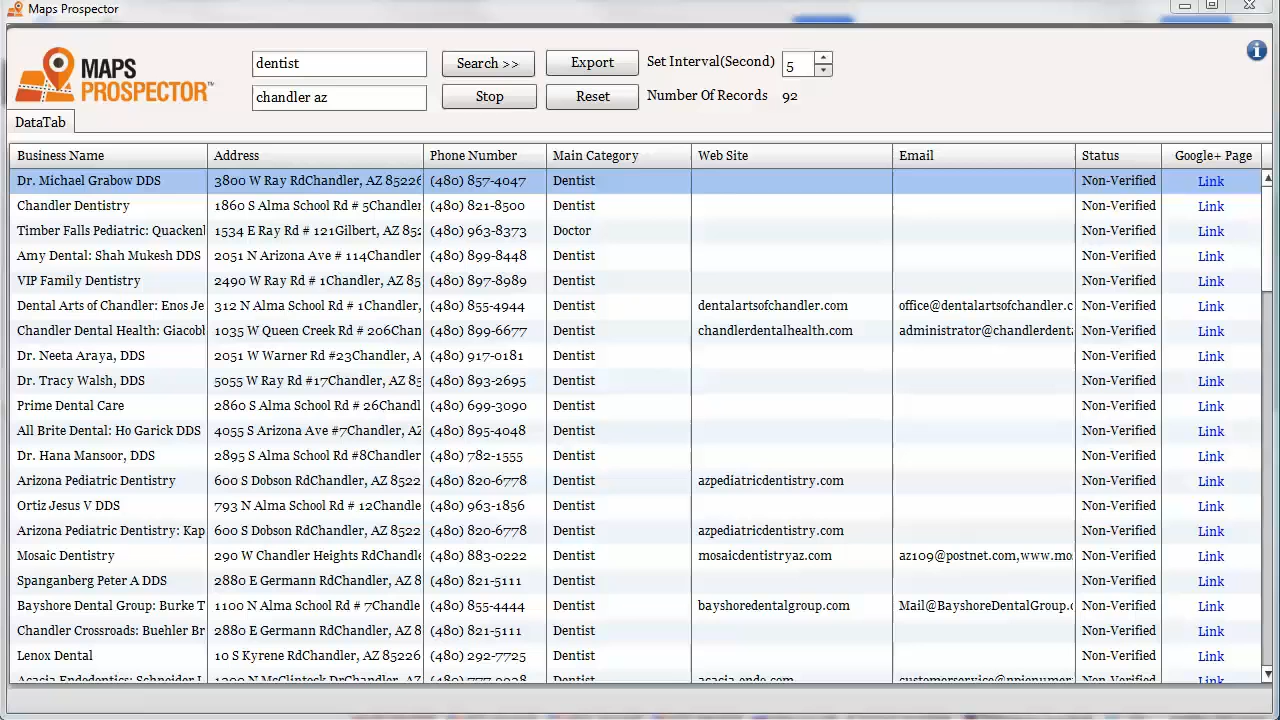 Maps Prospector
MAPS PROSPECTOR™
dentist Search >> Export Set Interval(Second) 5
chandler az Stop Reset Number Of Records 92
DataTab
Business Name Address Phone Number Main Category Web Site Email Status Google+ Page
Dr. Michael Grabow DDS 3800 W Ray RdChandler, AZ 85226 (480) 857-4047 Dentist Non-Verified Link
Chandler Dentistry 1860 S Alma School Rd # 5Chandler (480) 821-8500 Dentist Non-Verified Link
Timber Falls Pediatric: Quacken 1534 E Ray Rd # 121Gilbert, AZ 85 (480) 963-8373 Doctor Non-Verified Link
Amy Dental: Shah Mukesh DDS 2051 N Arizona Ave # 114Chandler (480) 899-8448 Dentist Non-Verified Link
VIP Family Dentistry 2490 W Ray Rd # 1Chandler, AZ 85 (480) 897-8989 Dentist Non-Verified Link
Dental Arts of Chandler: Enos Je 312 N Alma School Rd # 1Chandler, (480) 855-4944 Dentist dentalartsofchandler.com office@dentalartsofchandler.c Non-Verified Link
Chandler Dental Health: Giacobb 1035 W Queen Creek Rd # 206Chan (480) 899-6677 Dentist chandlerdentalhealth.com administrator@chandlerdent Non-Verified Link
Dr. Neeta Araya, DDS 2051 W Warner Rd #23Chandler, A (480) 917-0181 Dentist Non-Verified Link
Dr. Tracy Walsh, DDS 5055 W Ray Rd #17Chandler, AZ 85 (480) 893-2695 Dentist Non-Verified Link
Prime Dental Care 2860 S Alma School Rd # 26Chandl (480) 699-3090 Dentist Non-Verified Link
All Brite Dental: Ho Garick DDS 4055 S Arizona Ave #7Chandler, AZ (480) 895-4048 Dentist Non-Verified Link
Dr. Hana Mansoor, DDS 2895 S Alma School Rd #8Chandler (480) 782-1555 Dentist Non-Verified Link
Arizona Pediatric Dentistry 600 S Dobson RdChandler, AZ 8522 (480) 820-6778 Dentist azpediatricdentistry.com Non-Verified Link
Ortiz Jesus V DDS 793 N Alma School Rd # 12Chandle (480) 963-1856 Dentist Non-Verified Link
Arizona Pediatric Dentistry: Kap 600 S Dobson RdChandler, AZ 8522 (480) 820-6778 Dentist azpediatricdentistry.com Non-Verified Link
Mosaic Dentistry 290 W Chandler Heights RdChandle (480) 883-0222 Dentist mosaicdentistryaz.com az109@postnet.com,www.mo Non-Verified Link
Spanganberg Peter A DDS 2880 E Germann RdChandler, AZ 8 (480) 821-5111 Dentist Non-Verified Link
Bayshore Dental Group: Burke T 1100 N Alma School Rd # 7Chandle (480) 855-4444 Dentist bayshoredentalgroup.com Mail@BayshoreDentalGroup.c Non-Verified Link
Chandler Crossroads: Buehler Br 2880 E Germann RdChandler, AZ 8 (480) 821-5111 Dentist Non-Verified Link
Lenox Dental 10 S Kyrene RdChandler, AZ 85226 (480) 292-7725 Dentist Non-Verified Link
Acacia Endodontics: Schneider Dentist acacia-endo.com Non-Verified Link